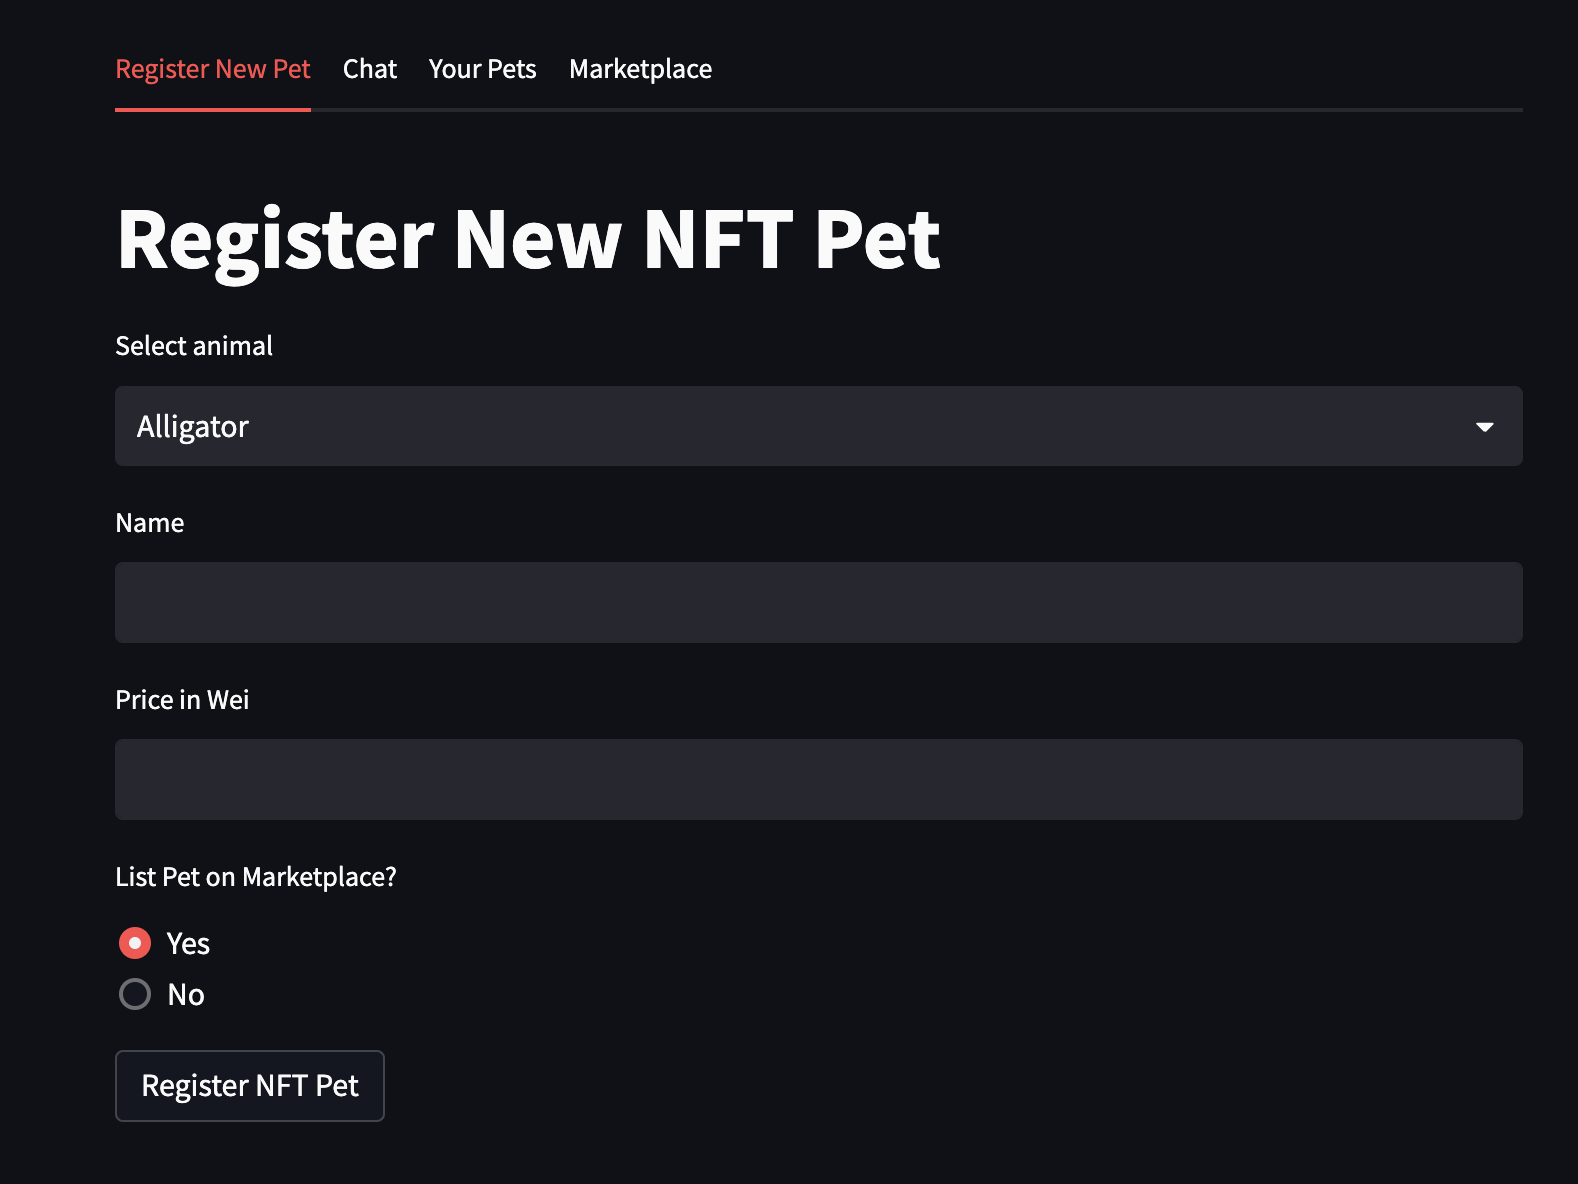 Register New Pet Chat Your Pets Marketplace
Register New NFT Pet
Select animal
Alligator
Name
Price in Wei
List Pet on Marketplace?
Yes
No
Register NFT Pet